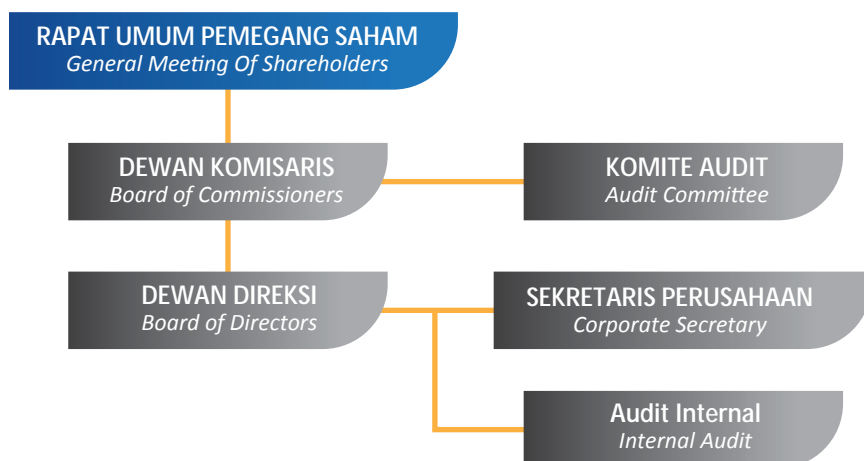 RAPAT UMUM PEMEGANG SAHAM
General Meeting Of Shareholders
DEWAN KOMISARIS
Board of Commissioners
KOMITE AUDIT
Audit Committee
DEWAN DIREKSI
Board of Directors
SEKRETARIS PERUSAHAAN
Corporate Secretary
Audit Internal
Internal Audit